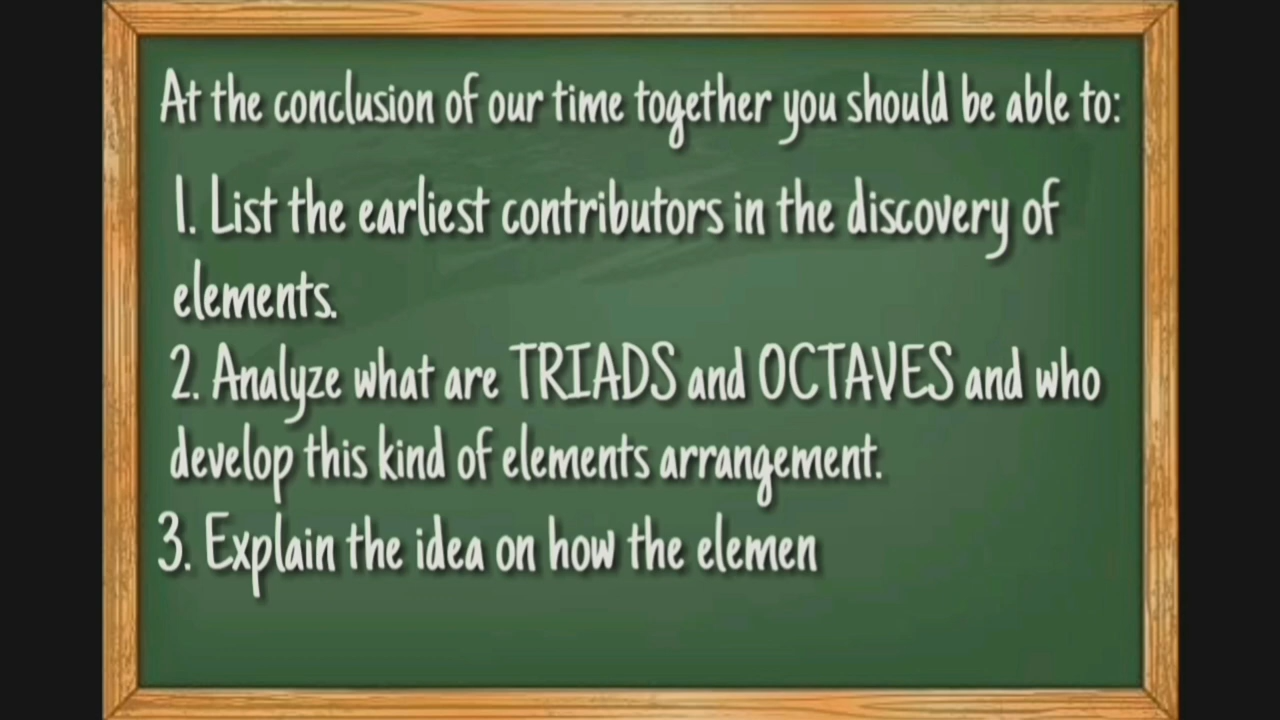 At the conclusion of our time together you should be able to:
1. List the earliest contributors in the discovery of
elements.
2. Analyze what are TRIADS and OCTAVES and who
develop this kind of elements arrangement.
3. Explain the idea on how the elemen